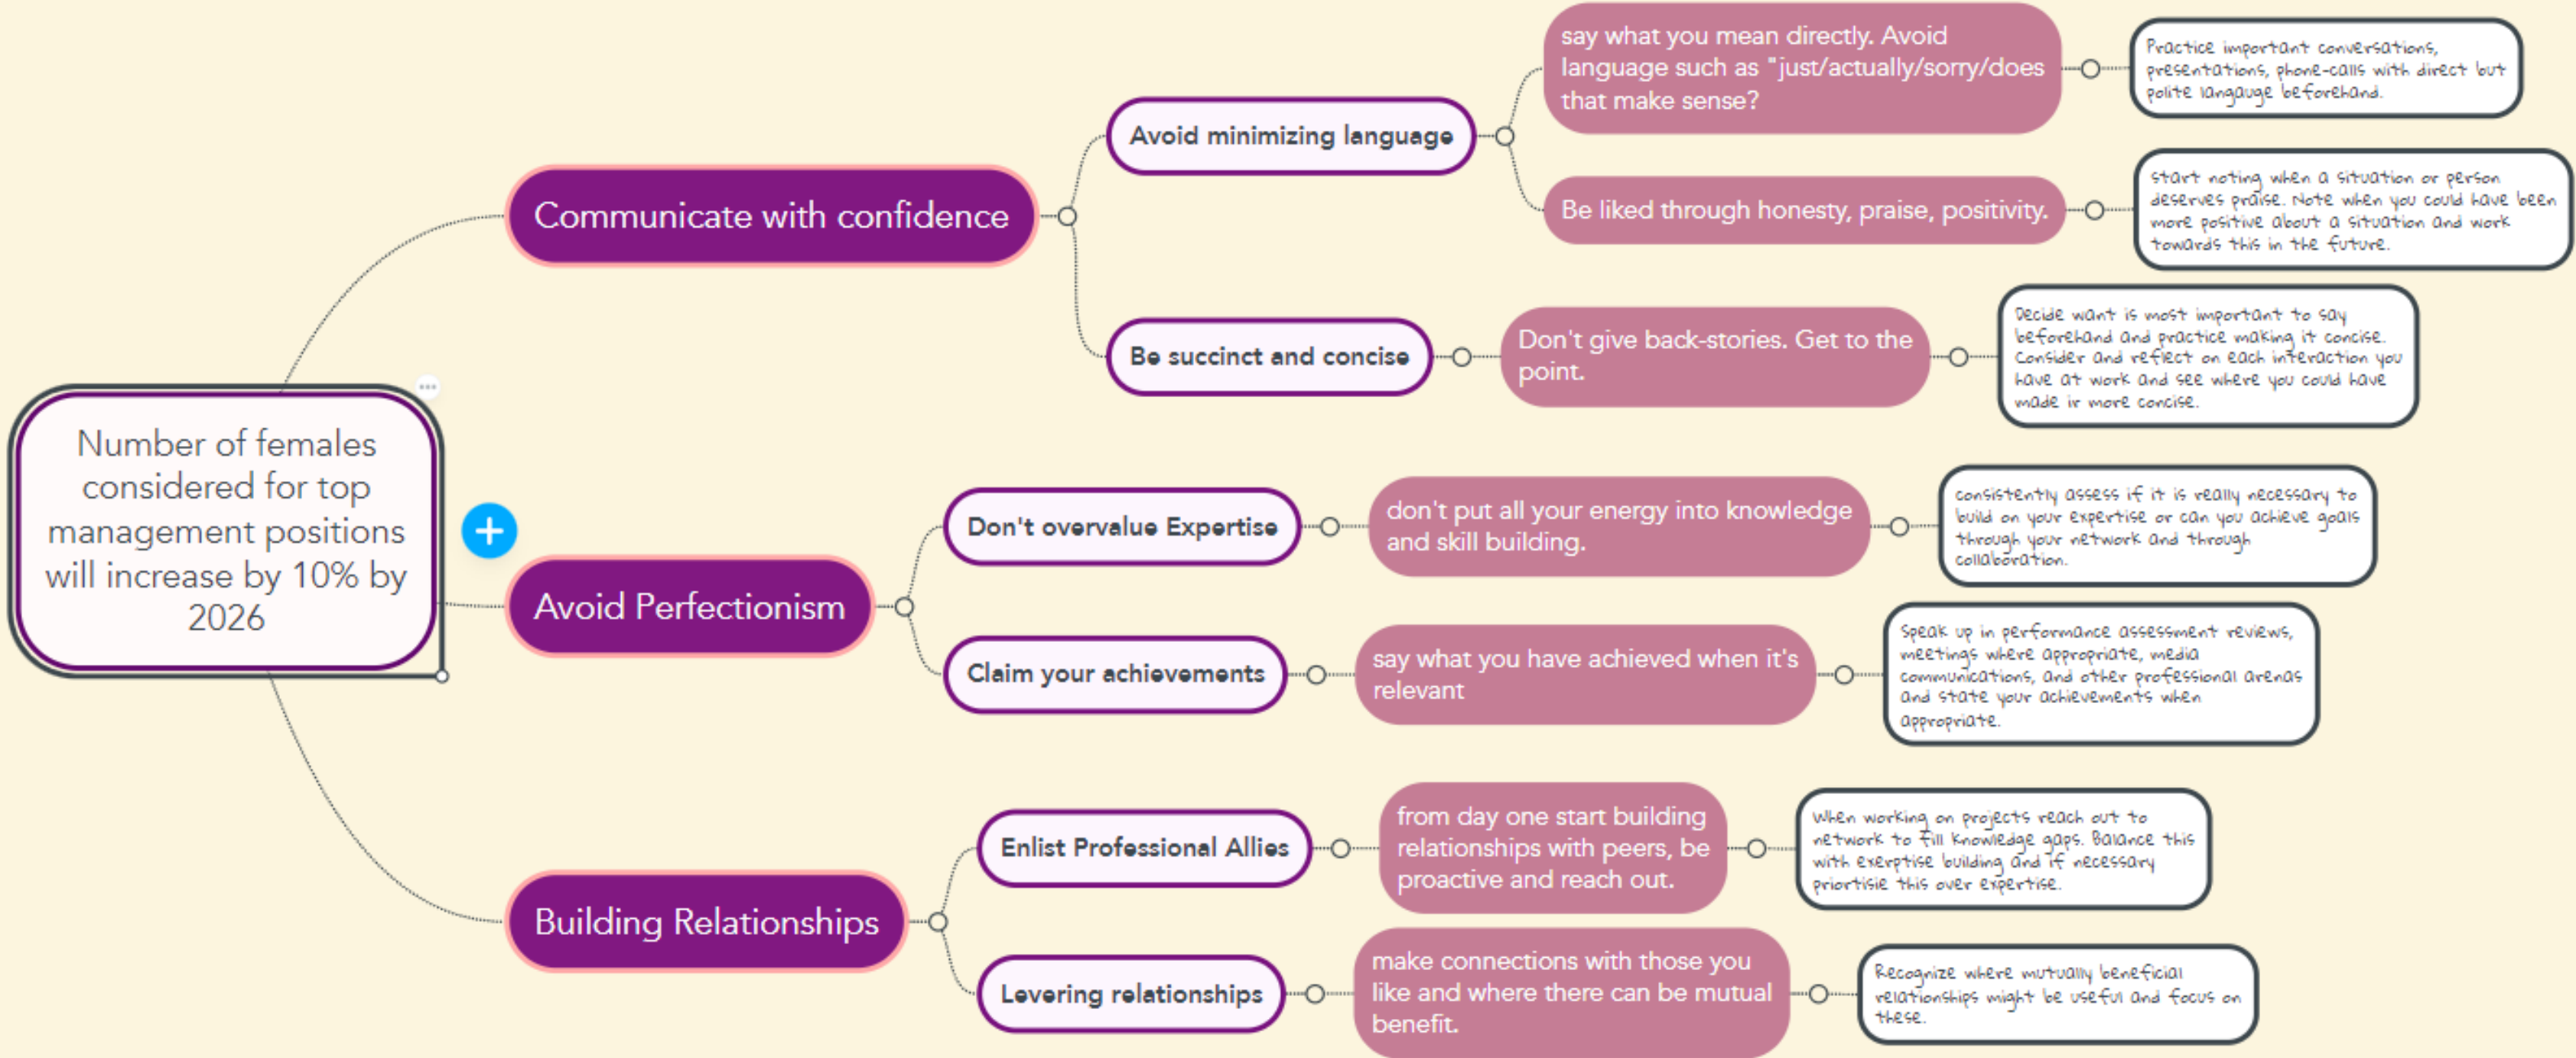 Number of females
considered for top
management positions
will increase by 10% by
2026
Communicate with confidence
Avoid minimizing language
say what you mean directly. Avoid
language such as "just/actually/sorry/does
that make sense?
Practice important conversations,
presentations, phone-calls with direct but
polite langauge beforehand.
Be liked through honesty, praise, positivity.
start noting when a situation or person
deserves praise. Note when you could have been
more positive about a situation and work
towards this in the future.
Be succinct and concise
Don't give back-stories. Get to the
point.
Decide want is most important to say
beforehand and practice making it concise.
Consider and reflect on each interaction you
have at work and see where you could have
made ir more concise.
Avoid Perfectionism
Don't overvalue Expertise
don't put all your energy into knowledge
and skill building.
consistently assess if it is really necessary to
build on your expertise or can you achieve goals
through your network and through
collaboration.
Claim your achievements
say what you have achieved when it's
relevant
Speak up in performance assessment reviews,
meetings where appropriate, media
communications, and other professional arenas
and state your achievements when
appropriate.
Building Relationships
Enlist Professional Allies
from day one start building
relationships with peers, be
proactive and reach out.
When working on projects reach out to
network to fill knowledge gaps. Balance this
with exerptise building and if necessary
priortisie this over expertise.
Levering relationships
make connections with those you
like and where there can be mutual
benefit.
Recognize where mutually beneficial
relationships might be useful and focus on
these.